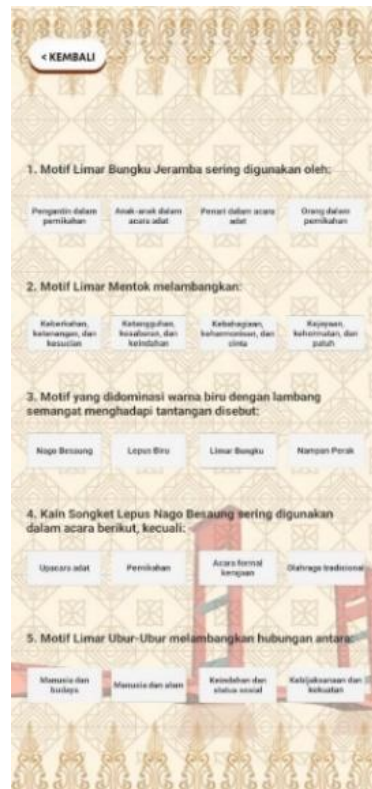 < KEMBALI
1. Motif Limar Bungku Jeramba sering digunakan oleh:
Pengantin dalam
pernikahan
Anak-anak dalam
acara adat
Penari dalam acara
adat
Orang dalam
pernikahan
2. Motif Limar Mentok melambangkan:
Keberkahan,
ketenangan, dan
kesucian
Ketangguhan,
kesabaran, dan
keindahan
Kebahagiaan,
keharmonisan, dan
cinta
Kejayaan,
kehormatan, dan
patuh
3. Motif yang didominasi warna biru dengan lambang
semangat menghadapi tantangan disebut:
Nago Besaung
Lepus Biru
Limar Bungku
Nampan Perak
4. Kain Songket Lepus Nago Besaung sering digunakan
dalam acara berikut, kecuali:
Upacara adat
Pernikahan
Acara formal
kerajaan
Olahraga tradisional
5. Motif Limar Ubur-Ubur melambangkan hubungan antara:
Manusia dan
budaya
Manusia dan alam
Keindahan dan
status sosial
Kebijaksanaan dan
kekuatan